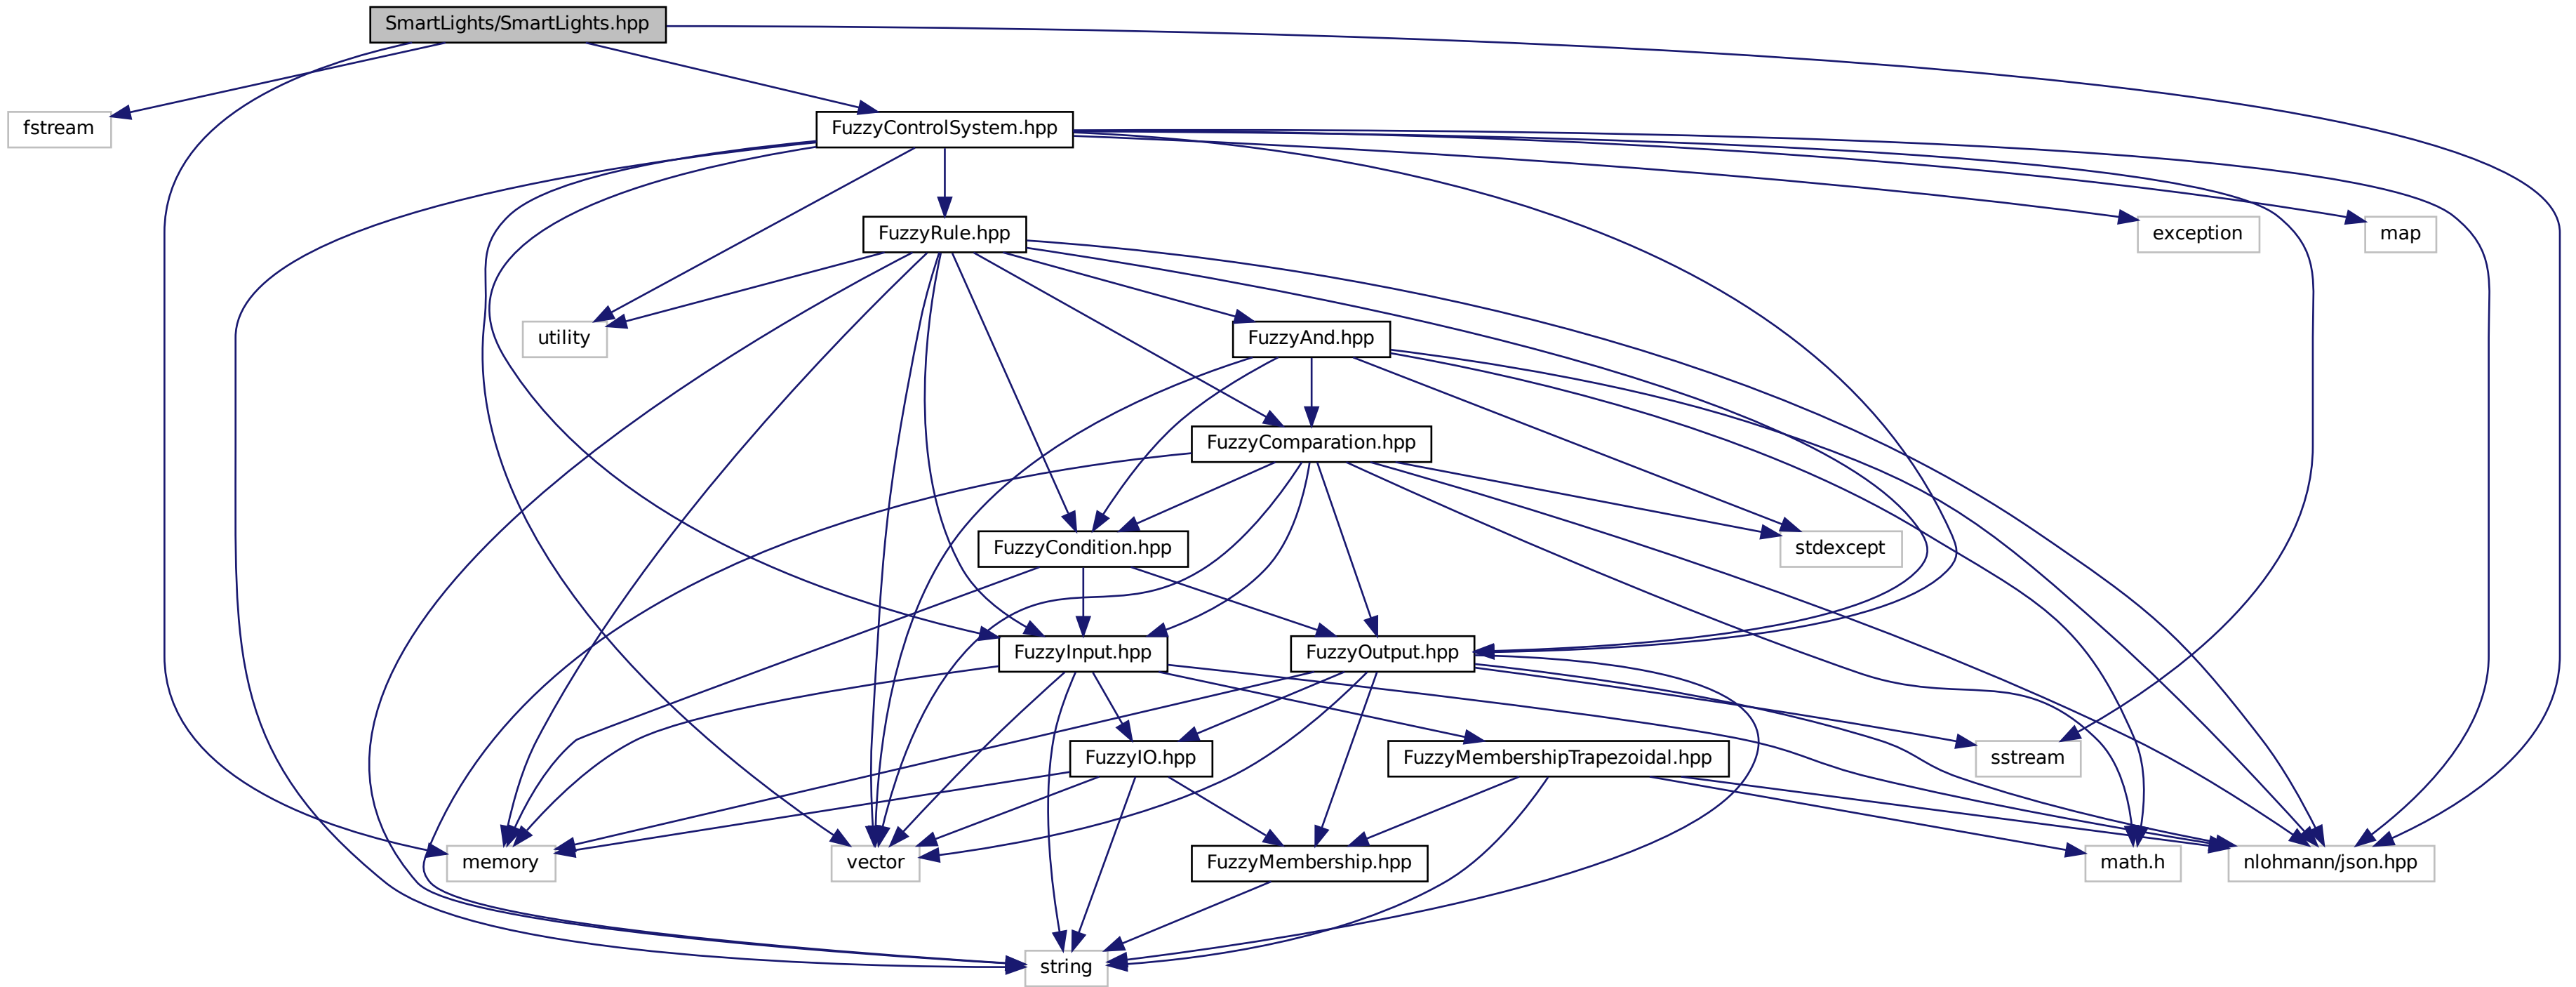 SmartLights/SmartLights.hpp
fstream
FuzzyControlSystem.hpp
FuzzyRule.hpp
exception
map
utility
FuzzyAnd.hpp
FuzzyComparation.hpp
FuzzyCondition.hpp
stdexcept
FuzzyInput.hpp
FuzzyOutput.hpp
FuzzyIO.hpp
FuzzyMembershipTrapezoidal.hpp
sstream
memory
vector
FuzzyMembership.hpp
math.h
nlohmann/json.hpp
string